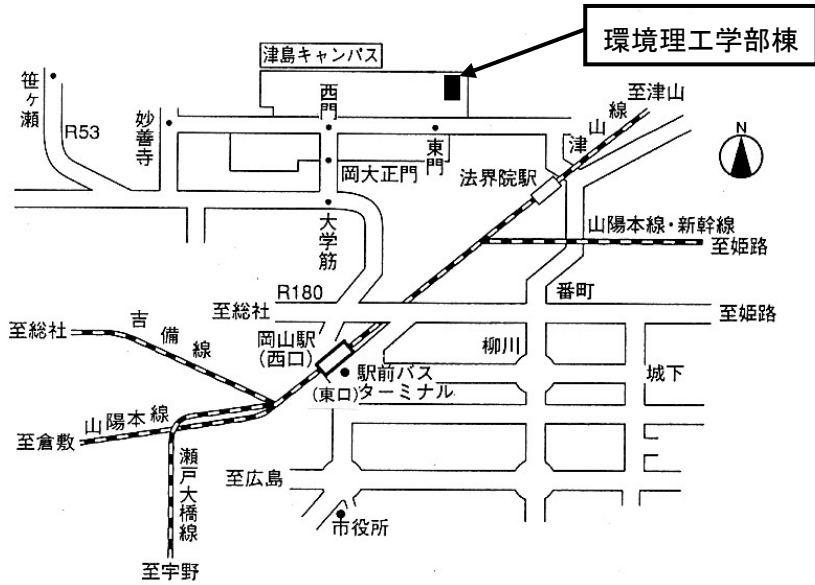 環境理工学部棟
津島キャンパス
至津山
笹ヶ瀬
R53
妙善寺
西門
東門
津山線
N
岡大正門
法界院駅
大学筋
山陽本線・新幹線
至姫路
R180
番町
至総社
至姫路
至総社
吉備線
岡山駅
(西口)
柳川
駅前バス
ターミナル
(東口)
城下
山陽本線
至倉敷
瀬戸大橋線
至広島
市役所
至宇野